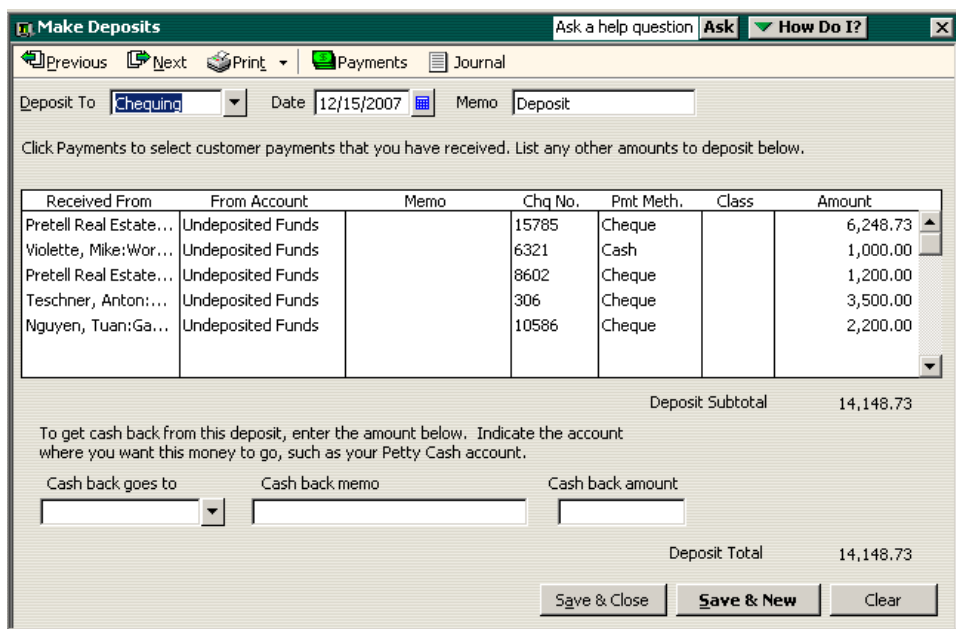 Make Deposits Ask a help question Ask How Do I?
Previous Next Print Payments Journal
Deposit To Chequing Date 12/15/2007 Memo Deposit
Click Payments to select customer payments that you have received. List any other amounts to deposit below.
Received From From Account Memo Chq No. Pmt Meth. Class Amount
Pretell Real Estate... Undeposited Funds 15785 Cheque 6,248.73
Violette, Mike:Wor... Undeposited Funds 6321 Cash 1,000.00
Pretell Real Estate... Undeposited Funds 8602 Cheque 1,200.00
Teschner, Anton:... Undeposited Funds 306 Cheque 3,500.00
Nguyen, Tuan:Ga... Undeposited Funds 10586 Cheque 2,200.00
Deposit Subtotal 14,148.73
To get cash back from this deposit, enter the amount below. Indicate the account
where you want this money to go, such as your Petty Cash account.
Cash back goes to Cash back memo Cash back amount
Deposit Total 14,148.73
Save & Close Save & New Clear